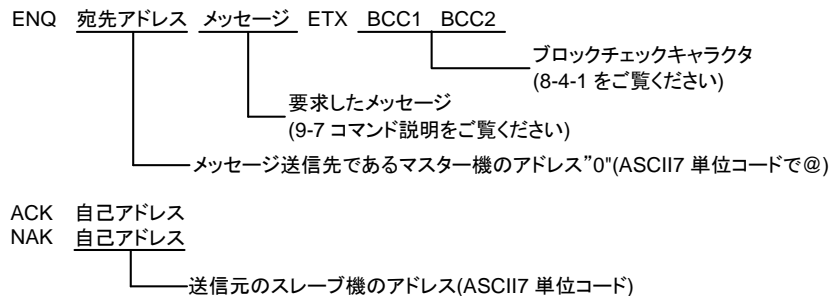 ENQ 宛先アドレス メッセージ ETX BCC1 BCC2
ブロックチェックキャラクタ
(8-4-1 をご覧ください)
要求したメッセージ
(9-7 コマンド説明をご覧ください)
メッセージ送信先であるマスター機のアドレス”0"(ASCII7 単位コードで@)
ACK 自己アドレス
NAK 自己アドレス
送信元のスレーブ機のアドレス(ASCII7 単位コード)